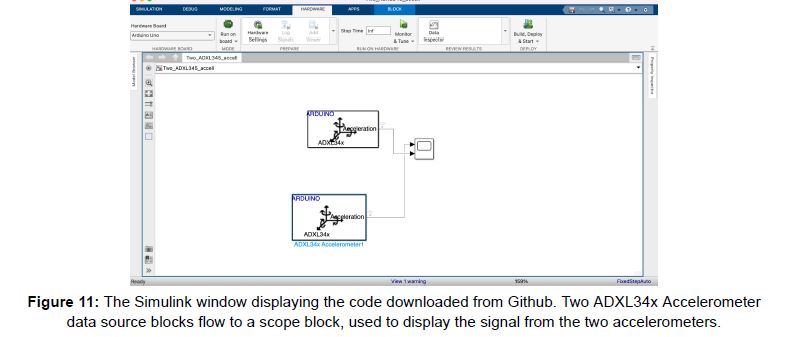 SIMULATION DEBUG MODELING FORMAT HARDWARE APPS BLOCK
Hardware Board
Arduino Uno
Run on board
Hardware Settings
Log Signals
Add Viewer
Stop Time inf
Monitor & Tune
Data Inspector
Build, Deploy & Start
HARDWARE BOARD MODE PREPARE RUN ON HARDWARE REVIEW RESULTS DEPLOY
Two_ADXL345_accell
Two_ADXL345_accell
Model Browser
Property Inspector
ARDUINO
Acceleration
ADXL34x
ARDUINO
Acceleration
ADXL34x
ADXL34x Accelerometer1
Ready View 1 warning 159% FixedStepAuto
Figure 11: The Simulink window displaying the code downloaded from Github. Two ADXL34x Accelerometer
data source blocks flow to a scope block, used to display the signal from the two accelerometers.